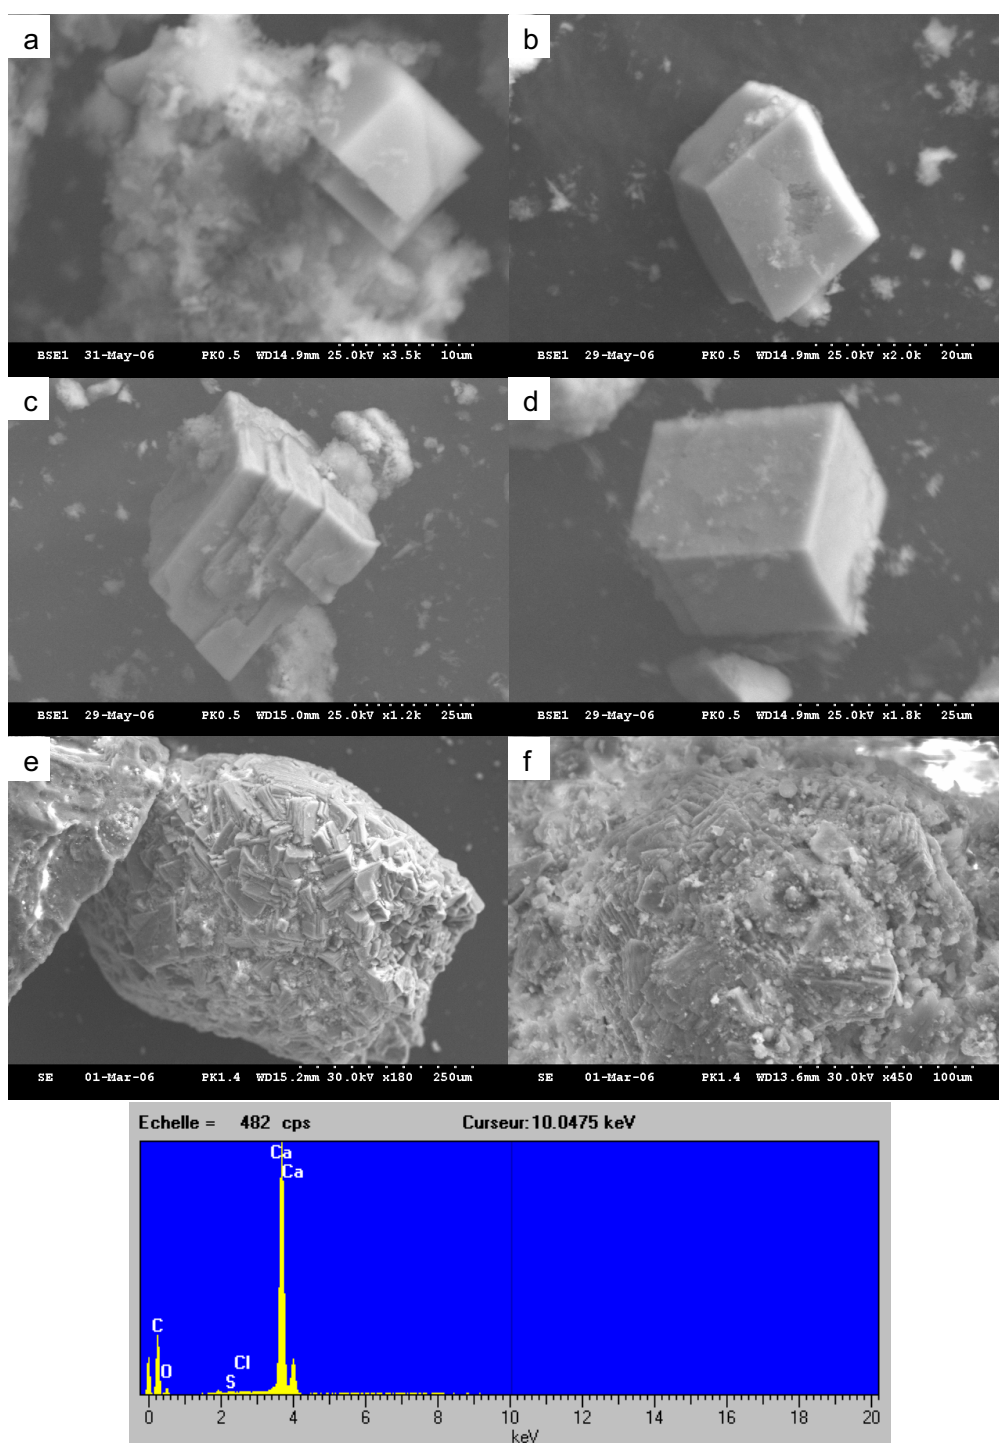 a
b
BSE1 31-May-06 PK0.5 WD14.9mm 25.0kV x3.5k 10um
BSE1 29-May-06 PK0.5 WD14.9mm 25.0kV x2.0k 20um
c
d
BSE1 29-May-06 PK0.5 WD15.0mm 25.0kV x1.2k 25um
BSE1 29-May-06 PK0.5 WD14.9mm 25.0kV x1.8k 25um
e
f
SE 01-Mar-06 PK1.4 WD15.2mm 30.0kV x180 250um
SE 01-Mar-06 PK1.4 WD13.6mm 30.0kV x450 100um
Echelle = 482 cps Curseur: 10.0475 keV
Ca
Ca
C
O
Cl
S
0 2 4 6 8 10 12 14 16 18 20
keV